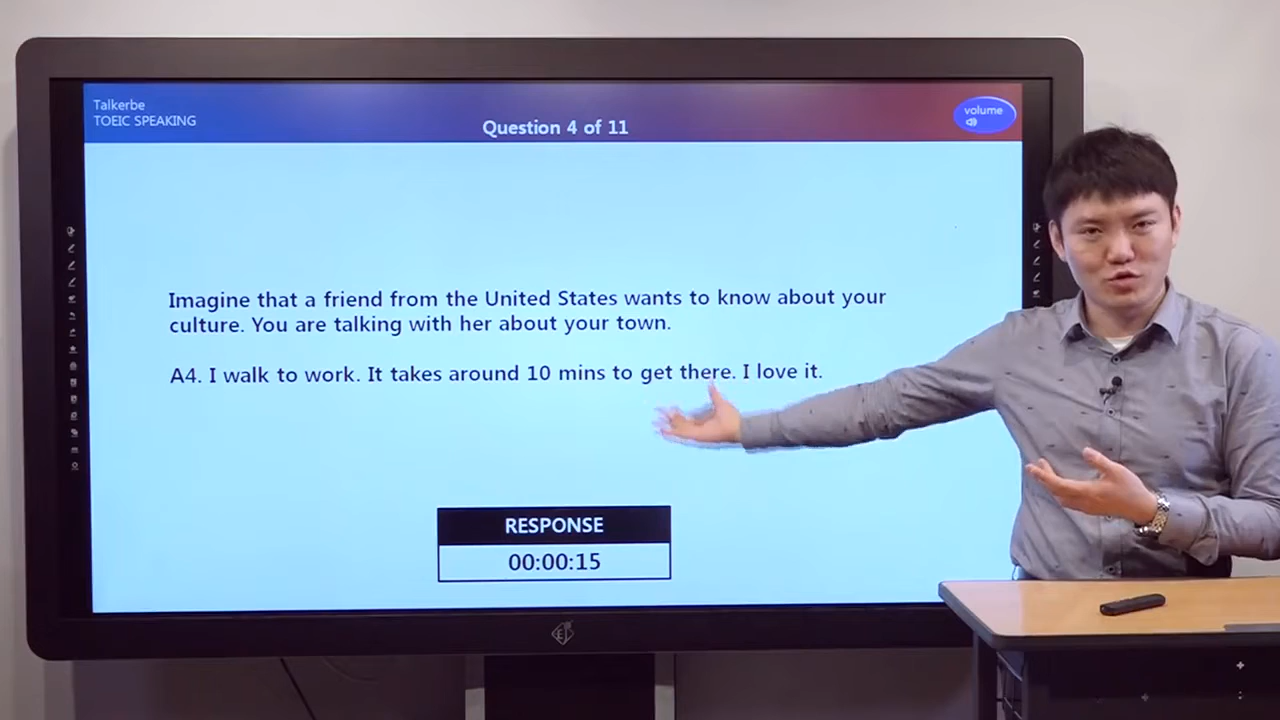 Talkerbe
TOEIC SPEAKING
Question 4 of 11
volume
Imagine that a friend from the United States wants to know about your
culture. You are talking with her about your town.
A4. I walk to work. It takes around 10 mins to get there. I love it.
RESPONSE
00:00:15